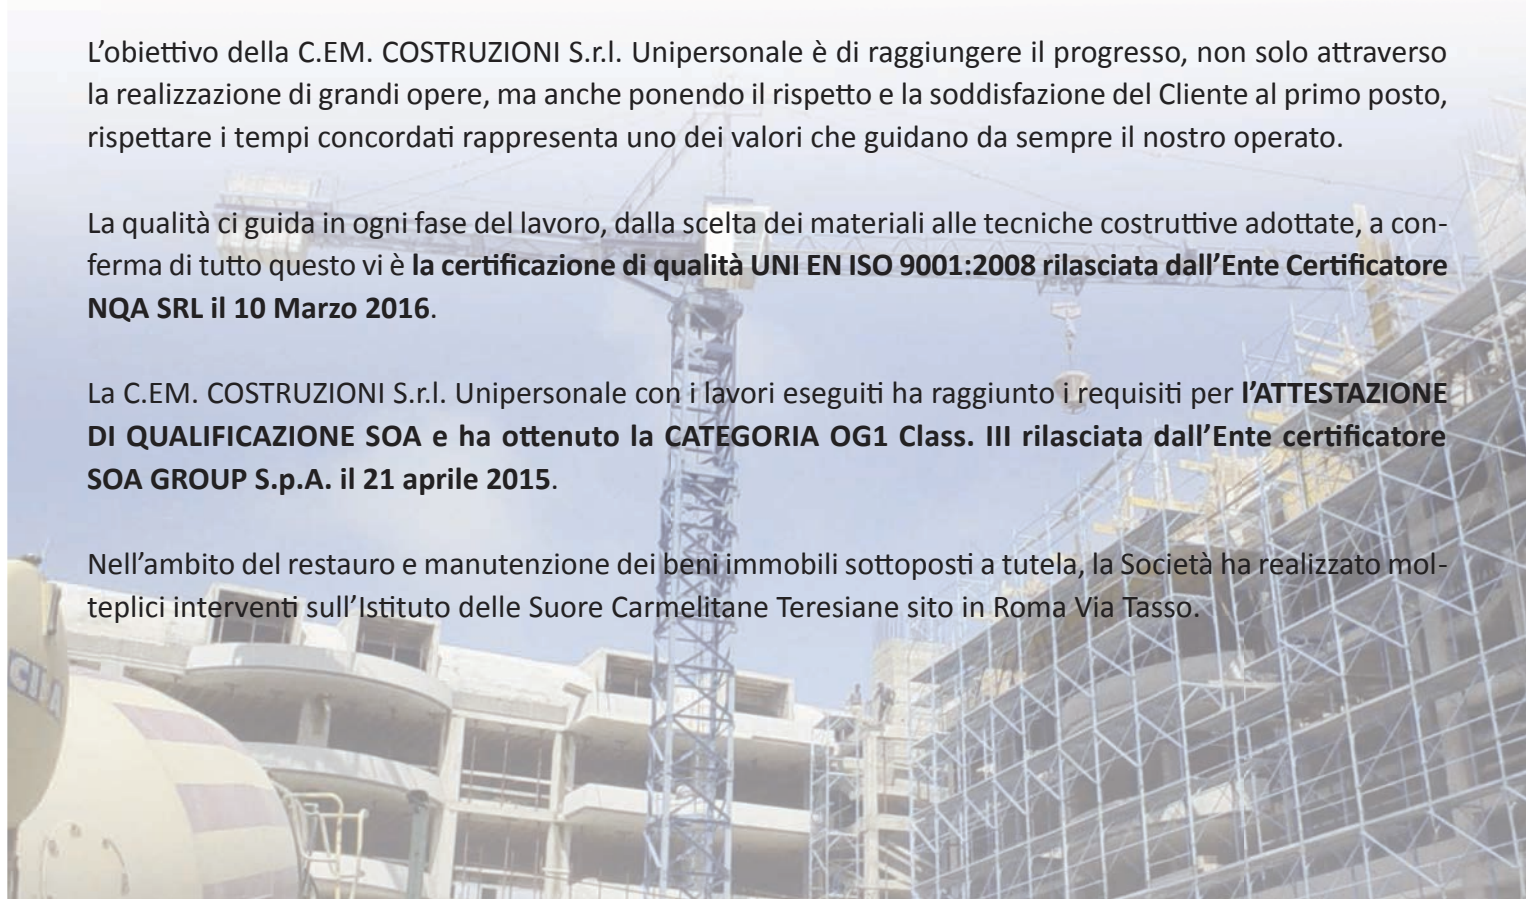 L’obiettivo della C.EM. COSTRUZIONI S.r.l. Unipersonale è di raggiungere il progresso, non solo attraverso
la realizzazione di grandi opere, ma anche ponendo il rispetto e la soddisfazione del Cliente al primo posto,
rispettare i tempi concordati rappresenta uno dei valori che guidano da sempre il nostro operato.
La qualità ci guida in ogni fase del lavoro, dalla scelta dei materiali alle tecniche costruttive adottate, a con-
ferma di tutto questo vi è la certificazione di qualità UNI EN ISO 9001:2008 rilasciata dall’Ente Certificatore
NQA SRL il 10 Marzo 2016.
La C.EM. COSTRUZIONI S.r.l. Unipersonale con i lavori eseguiti ha raggiunto i requisiti per l’ATTESTAZIONE
DI QUALIFICAZIONE SOA e ha ottenuto la CATEGORIA OG1 Class. III rilasciata dall’Ente certificatore
SOA GROUP S.p.A. il 21 aprile 2015.
Nell’ambito del restauro e manutenzione dei beni immobili sottoposti a tutela, la Società ha realizzato mol-
teplici interventi sull’Istituto delle Suore Carmelitane Teresiane sito in Roma Via Tasso.